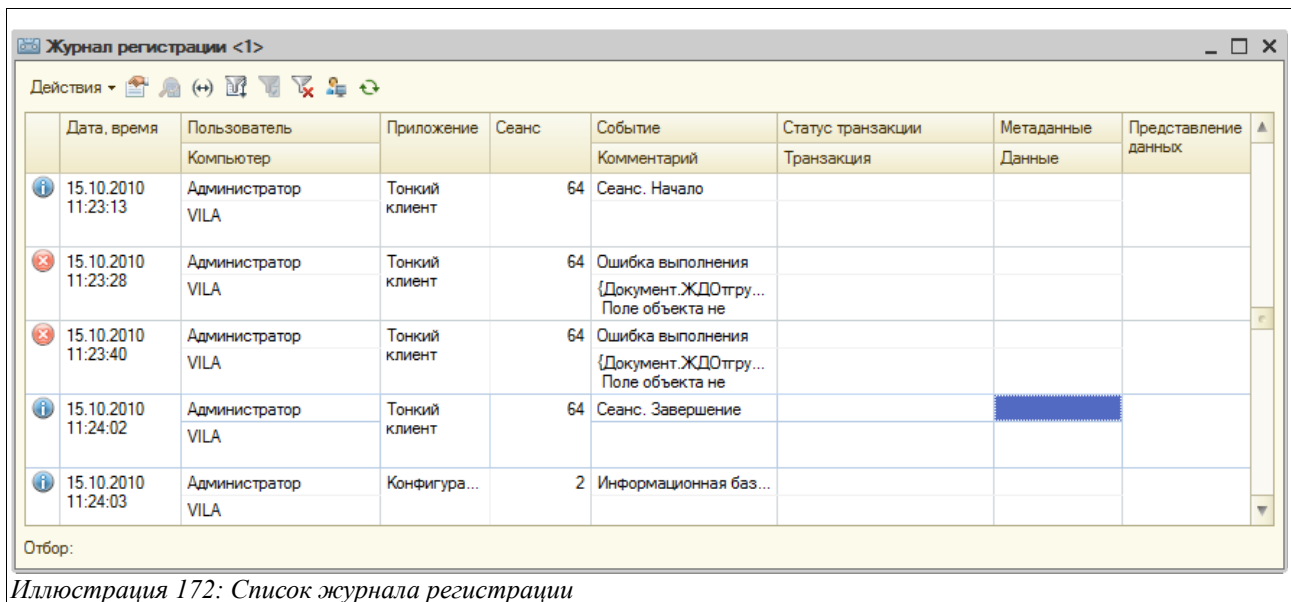 Журнал регистрации <1>
Действия
Дата, время Пользователь Приложение Сеанс Событие Статус транзакции Метаданные Представление
данных
Компьютер Комментарий Транзакция Данные
15.10.2010 Администратор Тонкий 64 Сеанс. Начало
11:23:13 VILA клиент
15.10.2010 Администратор Тонкий 64 Ошибка выполнения
11:23:28 VILA клиент {Документ.ЖДОтгру...
Поле объекта не
15.10.2010 Администратор Тонкий 64 Ошибка выполнения
11:23:40 VILA клиент {Документ.ЖДОтгру...
Поле объекта не
15.10.2010 Администратор Тонкий 64 Сеанс. Завершение
11:24:02 VILA клиент
15.10.2010 Администратор Конфигура... 2 Информационная баз...
11:24:03 VILA
Отбор:
Иллюстрация 172: Список журнала регистрации